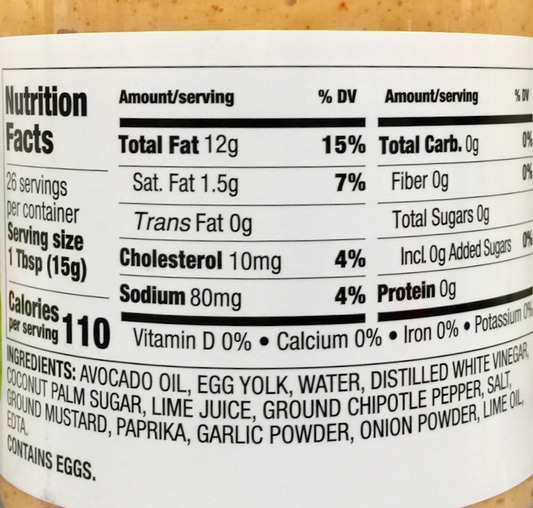 Nutrition
Facts
26 servings
per container
Serving size
1 Tbsp (15g)
Calories
per serving 110
Amount/serving % DV
Total Fat 12g 15%
Sat. Fat 1.5g 7%
Trans Fat 0g
Cholesterol 10mg 4%
Sodium 80mg 4%
Amount/serving % DV
Total Carb. 0g 0%
Fiber 0g 0%
Total Sugars 0g
Incl. 0g Added Sugars 0%
Protein 0g
Vitamin D 0% • Calcium 0% • Iron 0% • Potassium 0%
INGREDIENTS: AVOCADO OIL, EGG YOLK, WATER, DISTILLED WHITE VINEGAR,
COCONUT PALM SUGAR, LIME JUICE, GROUND CHIPOTLE PEPPER, SALT,
GROUND MUSTARD, PAPRIKA, GARLIC POWDER, ONION POWDER, LIME OIL,
EDTA.
CONTAINS EGGS.